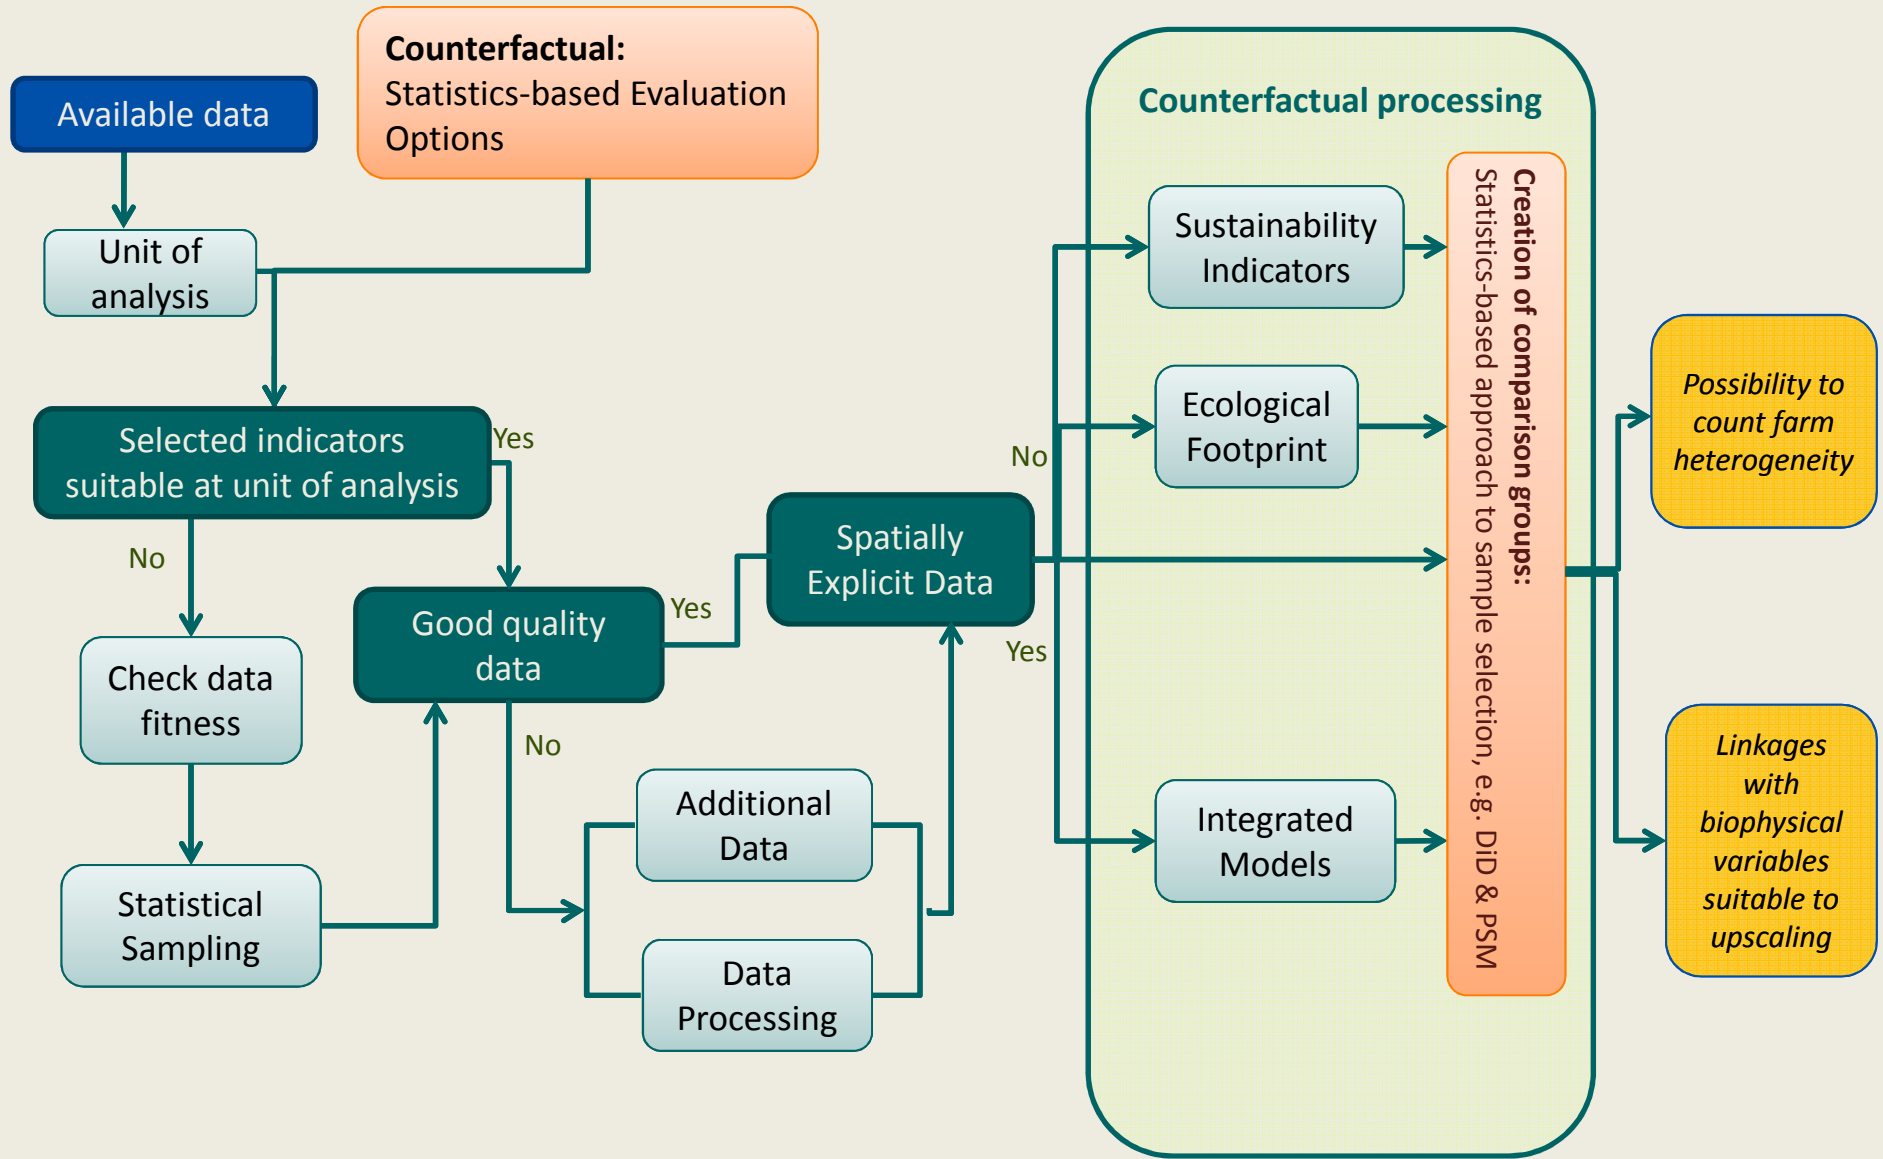 Available data
Counterfactual:
Statistics-based Evaluation
Options
Unit of
analysis
Selected indicators
suitable at unit of analysis
Yes
No
Check data
fitness
Statistical
Sampling
Good quality
data
Yes
No
Additional
Data
Data
Processing
Spatially
Explicit Data
No
Yes
Counterfactual processing
Sustainability
Indicators
Ecological
Footprint
Integrated
Models
Creation of comparison groups:
Statistics-based approach to sample selection, e.g. DiD & PSM
Possibility to
count farm
heterogeneity
Linkages
with
biophysical
variables
suitable to
upscaling